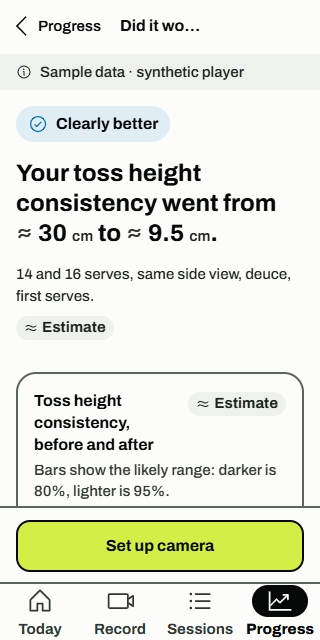 Progress Did it wo...
Sample data · synthetic player
Clearly better
Your toss height
consistency went from
≈ 30 cm to ≈ 9.5 cm.
14 and 16 serves, same side view, deuce,
first serves.
≈ Estimate
Toss height
consistency,
before and after
≈ Estimate
Bars show the likely range: darker is
80%, lighter is 95%.
Set up camera
Today Record Sessions Progress